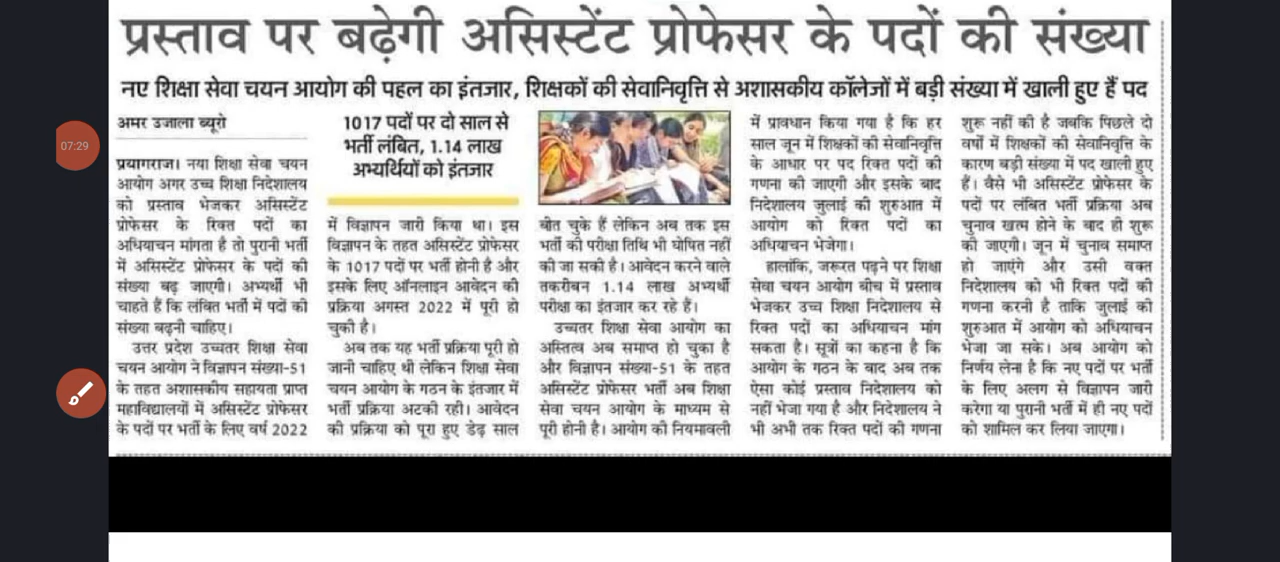 प्रस्ताव पर बढ़ेगी असिस्टेंट प्रोफेसर के पदों की संख्या
नए शिक्षा सेवा चयन आयोग की पहल का इंतजार, शिक्षकों की सेवानिवृत्ति से अशासकीय कॉलेजों में बड़ी संख्या में खाली हुए हैं पद
07:29
अमर उजाला ब्यूरो
प्रयागराज। नया शिक्षा सेवा चयन
आयोग अगर उच्च शिक्षा निदेशालय
को प्रस्ताव भेजकर असिस्टेंट
प्रोफेसर के रिक्त पदों का
अधियाचन मांगता है तो पुरानी भर्ती
में असिस्टेंट प्रोफेसर के पदों की
संख्या बढ़ जाएगी। अभ्यर्थी भी
चाहते हैं कि लंबित भर्ती में पदों की
संख्या बढ़नी चाहिए।
उत्तर प्रदेश उच्चतर शिक्षा सेवा
चयन आयोग ने विज्ञापन संख्या-51
के तहत अशासकीय सहायता प्राप्त
महाविद्यालयों में असिस्टेंट प्रोफेसर
के पदों पर भर्ती के लिए वर्ष 2022
1017 पदों पर दो साल से
भर्ती लंबित, 1.14 लाख
अभ्यर्थियों को इंतजार
में विज्ञापन जारी किया था। इस
विज्ञापन के तहत असिस्टेंट प्रोफेसर
के 1017 पदों पर भर्ती होनी है और
इसके लिए ऑनलाइन आवेदन की
प्रक्रिया अगस्त 2022 में पूरी हो
चुकी है।
अब तक यह भर्ती प्रक्रिया पूरी हो
जानी चाहिए थी लेकिन शिक्षा सेवा
चयन आयोग के गठन के इंतजार में
भर्ती प्रक्रिया अटकी रही। आवेदन
की प्रक्रिया को पूरा हुए डेढ़ साल
बीत चुके हैं लेकिन अब तक इस
भर्ती की परीक्षा तिथि भी घोषित नहीं
की जा सकी है। आवेदन करने वाले
तकरीबन 1.14 लाख अभ्यर्थी
परीक्षा का इंतजार कर रहे हैं।
उच्चतर शिक्षा सेवा आयोग का
अस्तित्व अब समाप्त हो चुका है
और विज्ञापन संख्या-51 के तहत
असिस्टेंट प्रोफेसर भर्ती अब शिक्षा
सेवा चयन आयोग के माध्यम से
पूरी होनी है। आयोग की नियमावली
में प्रावधान किया गया है कि हर
साल जून में शिक्षकों की सेवानिवृत्ति
के आधार पर पद रिक्त पदों की
गणना की जाएगी और इसके बाद
निदेशालय जुलाई की शुरुआत में
आयोग को रिक्त पदों का
अधियाचन भेजेगा।
हालांकि, जरूरत पड़ने पर शिक्षा
सेवा चयन आयोग बीच में प्रस्ताव
भेजकर उच्च शिक्षा निदेशालय से
रिक्त पदों का अधियाचन मांग
सकता है। सूत्रों का कहना है कि
आयोग के गठन के बाद अब तक
ऐसा कोई प्रस्ताव निदेशालय को
नहीं भेजा गया है और निदेशालय ने
भी अभी तक रिक्त पदों की गणना
शुरू नहीं की है जबकि पिछले दो
वर्षों में शिक्षकों की सेवानिवृत्ति के
कारण बड़ी संख्या में पद खाली हुए
हैं। वैसे भी असिस्टेंट प्रोफेसर के
पदों पर लंबित भर्ती प्रक्रिया अब
चुनाव खत्म होने के बाद ही शुरू
की जाएगी। जून में चुनाव समाप्त
हो जाएंगे और उसी वक्त
निदेशालय को भी रिक्त पदों की
गणना करनी है ताकि जुलाई की
शुरुआत में आयोग को अधियाचन
भेजा जा सके। अब आयोग को
निर्णय लेना है कि नए पदों पर भर्ती
के लिए अलग से विज्ञापन जारी
करेगा या पुरानी भर्ती में ही नए पदों
को शामिल कर लिया जाएगा।